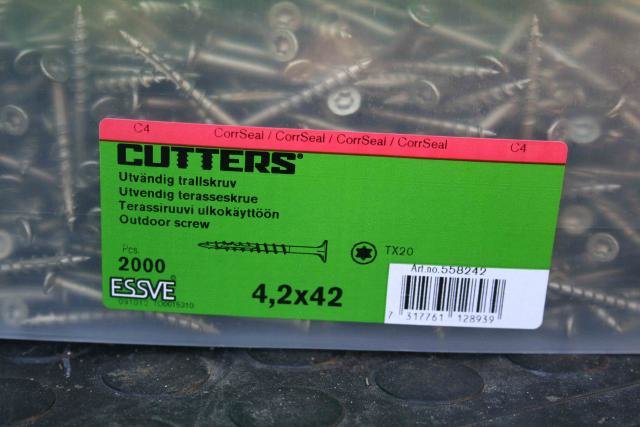 C4 CorrSeal / CorrSeal / CorrSeal / CorrSeal C4
CUTTERS®
Utvändig trallskruv
Utvendig terasseskrue
Terassiruuvi ulkokäyttöön
Outdoor screw
TX20
Pcs.
2000
Art.no. 558242
ESSVE®
4,2x42
7 317761 128939